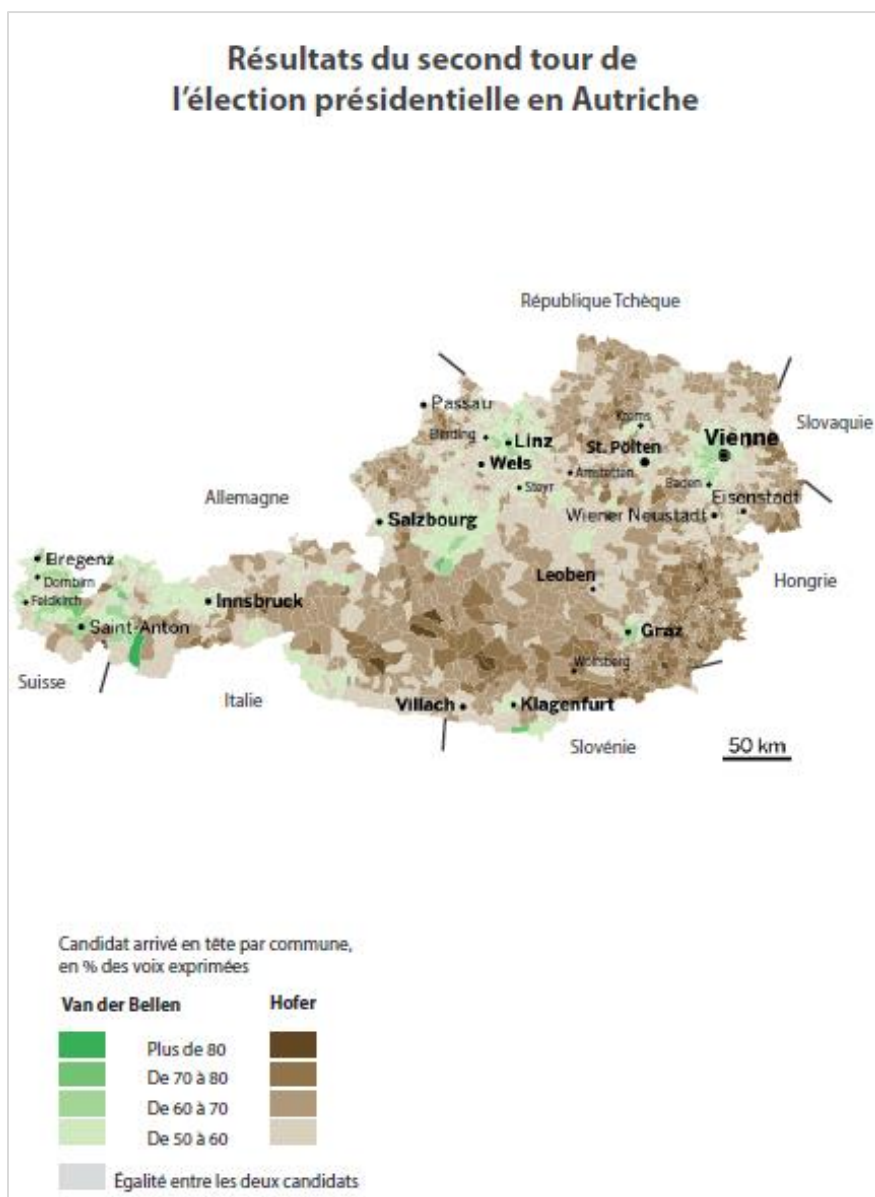 Résultats du second tour de
l'élection présidentielle en Autriche
République Tchèque
Passau
Krems
Slovaquie
Linz
St. Pölten
Vienne
Wels
Amstetten
Baden
Steyr
Eisenstadt
Allemagne
Salzbourg
Wiener Neustadt
Bregenz
Dornbirn
Leoben
Hongrie
Feldkirch
Innsbruck
Saint-Anton
Graz
Wolfsberg
Suisse
Italie
Villach
Klagenfurt
Slovénie
50 km
Candidat arrivé en tête par commune,
en % des voix exprimées
Van der Bellen Hofer
Plus de 80
De 70 à 80
De 60 à 70
De 50 à 60
Égalité entre les deux candidats